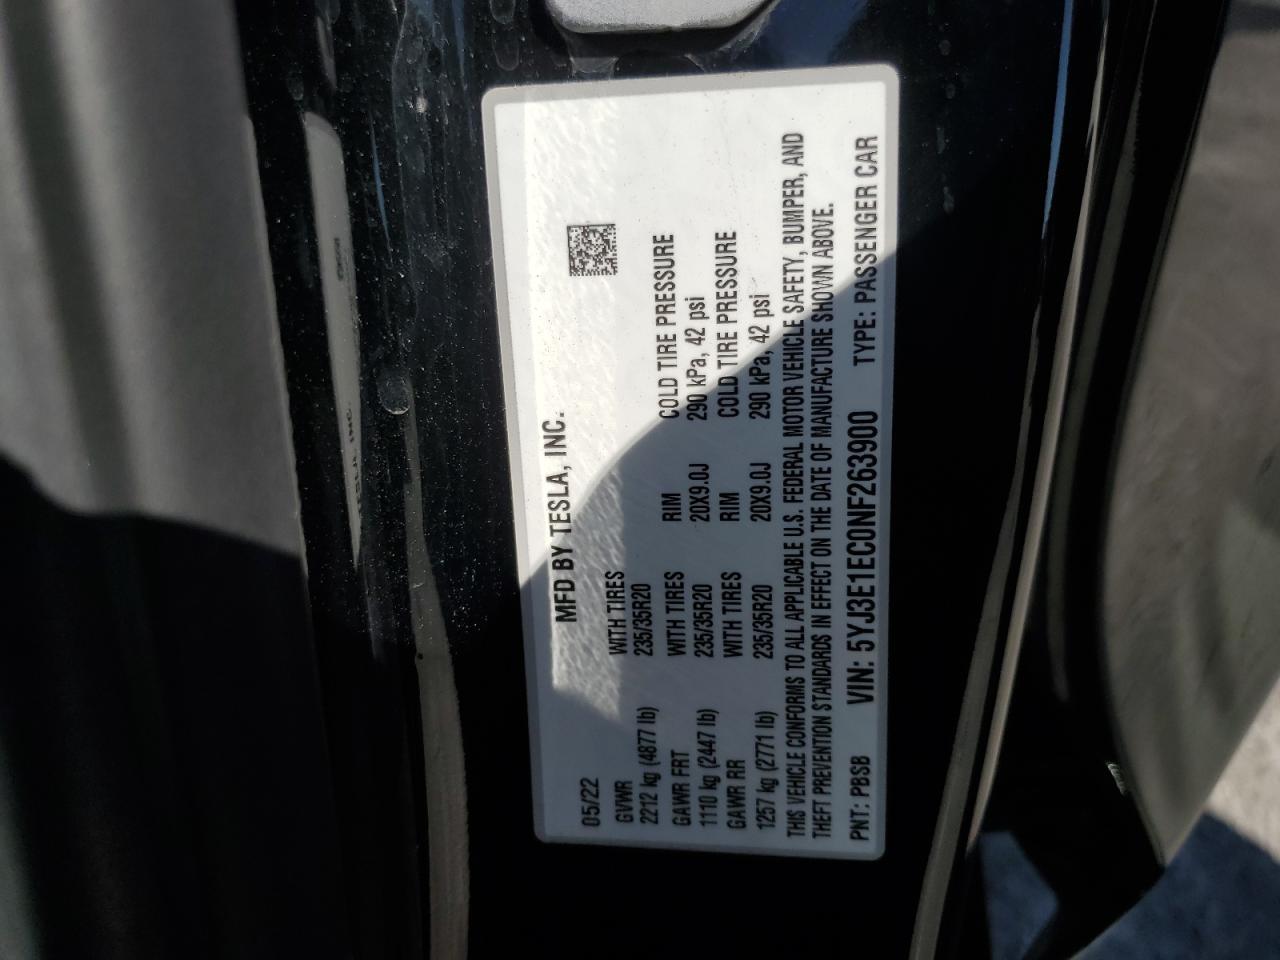 MFD BY TESLA, INC.
05/22
GVWR WITH TIRES
2212 kg (4877 lb) 235/35R20
GAWR FRT WITH TIRES RIM COLD TIRE PRESSURE
1110 kg (2447 lb) 235/35R20 20X9.0J 290 kPa, 42 psi
GAWR RR WITH TIRES RIM COLD TIRE PRESSURE
1257 kg (2771 lb) 235/35R20 20X9.0J 290 kPa, 42 psi
THIS VEHICLE CONFORMS TO ALL APPLICABLE U.S. FEDERAL MOTOR VEHICLE SAFETY, BUMPER, AND
THEFT PREVENTION STANDARDS IN EFFECT ON THE DATE OF MANUFACTURE SHOWN ABOVE.
PNT: PBSB VIN: 5YJ3E1EC0NF263900 TYPE: PASSENGER CAR